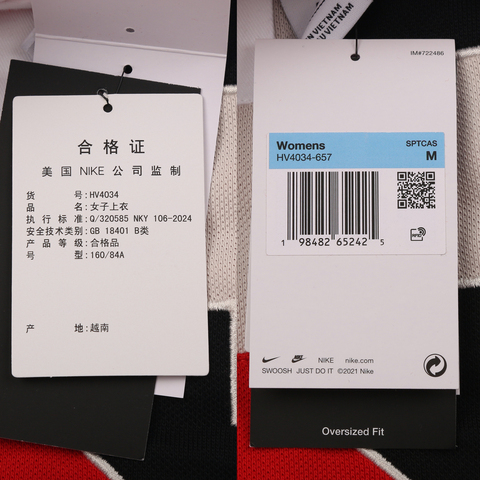 合格证
美国 NIKE 公司监制
货 号: HV4034
品 名: 女子上衣
执行 标准: Q/320585 NKY 106-2024
安全技术类别: GB 18401 B类
产品 等级: 合格品
号 型: 160/84A
产 地: 越南
VIETNAM
U VIETNAM
IM#722486
Womens SPTCAS
HV4034-657 M
1 98482 65242 5
RFID
NIKE nike.com
SWOOSH JUST DO IT ©2021 Nike
Oversized Fit